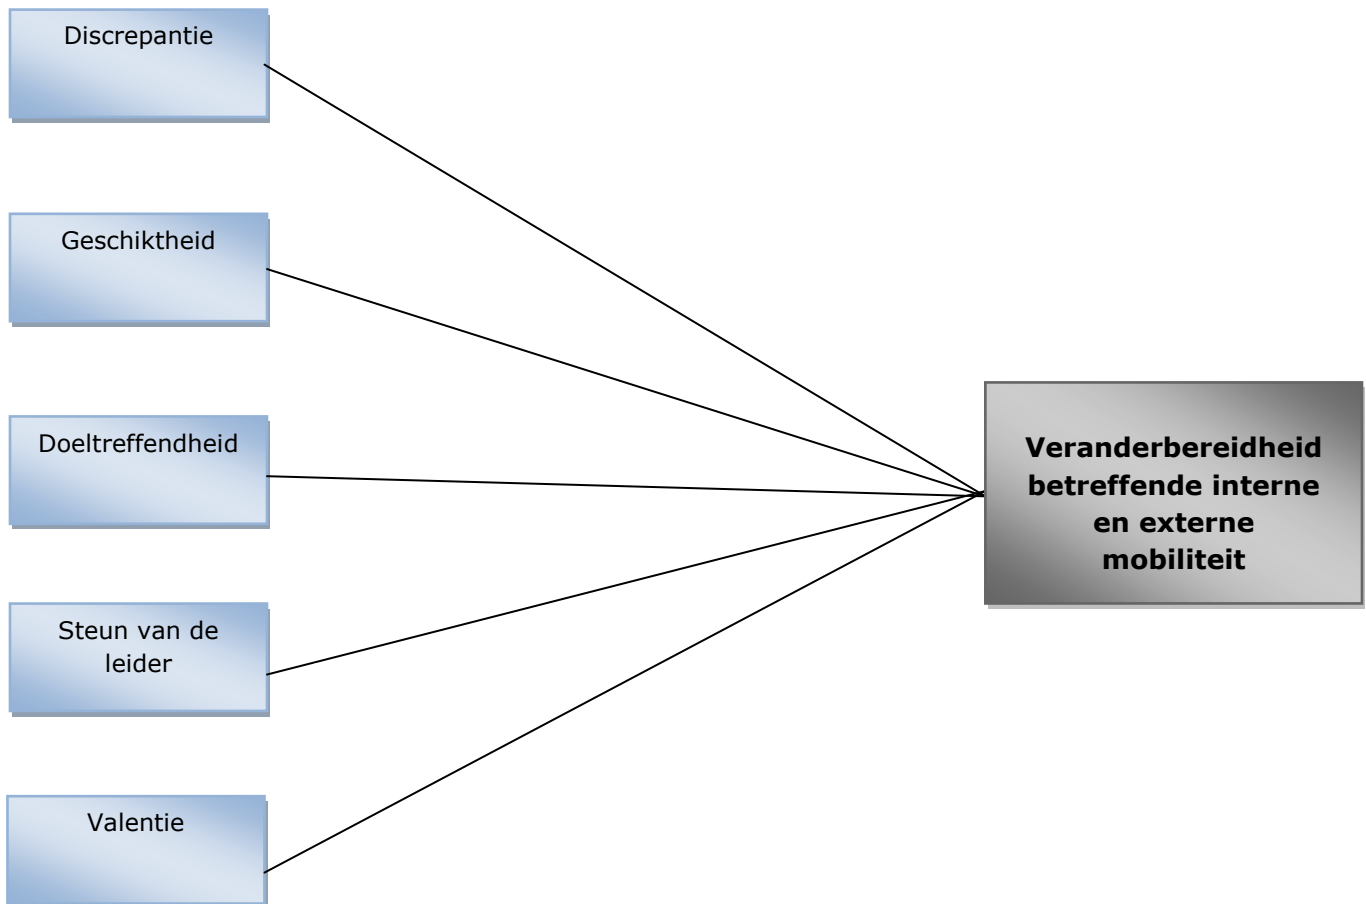 Discrepantie
Geschiktheid
Doeltreffendheid
Steun van de
leider
Valentie
Veranderbereidheid
betreffende interne
en externe
mobiliteit